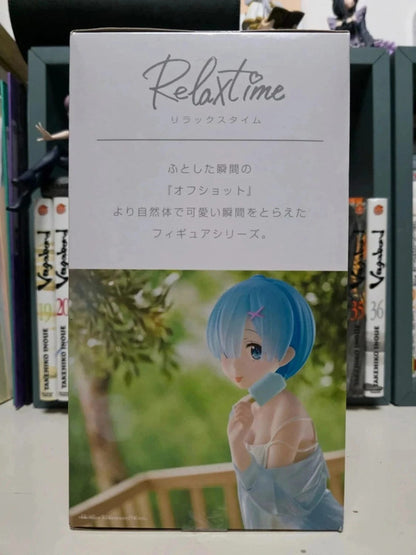 Relaxtime
リラックスタイム
ふとした瞬間の
『オフショット』
より自然体で可愛い瞬間をとらえた
フィギュアシリーズ。
Vagabond
19
TAKEHIKO INOUE
Vagabond
20
TAKEHIKO INOUE
Vagabond
35
TAKEHIKO INOUE
Vagabond
36
TAKEHIKO INOUE